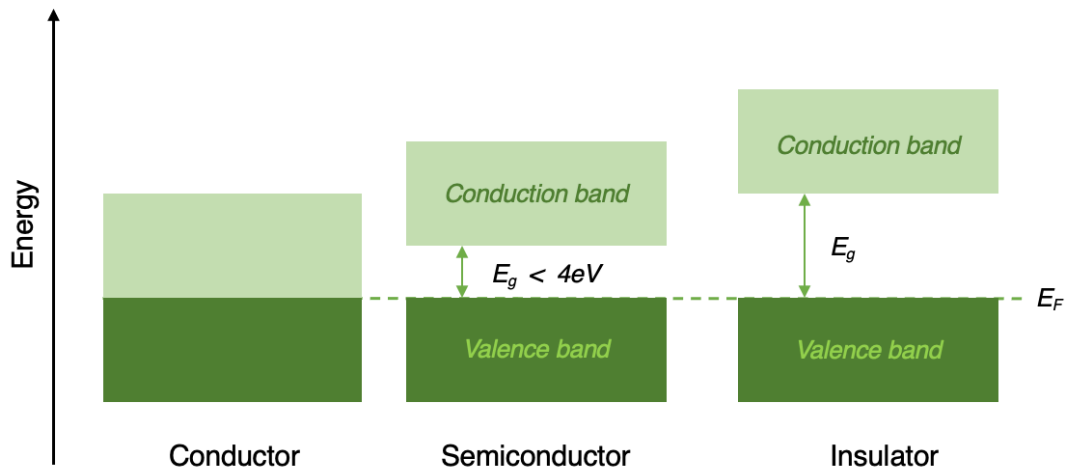 Energy
Conduction band
Conduction band
E_g < 4eV
E_g
E_F
Valence band
Valence band
Conductor
Semiconductor
Insulator